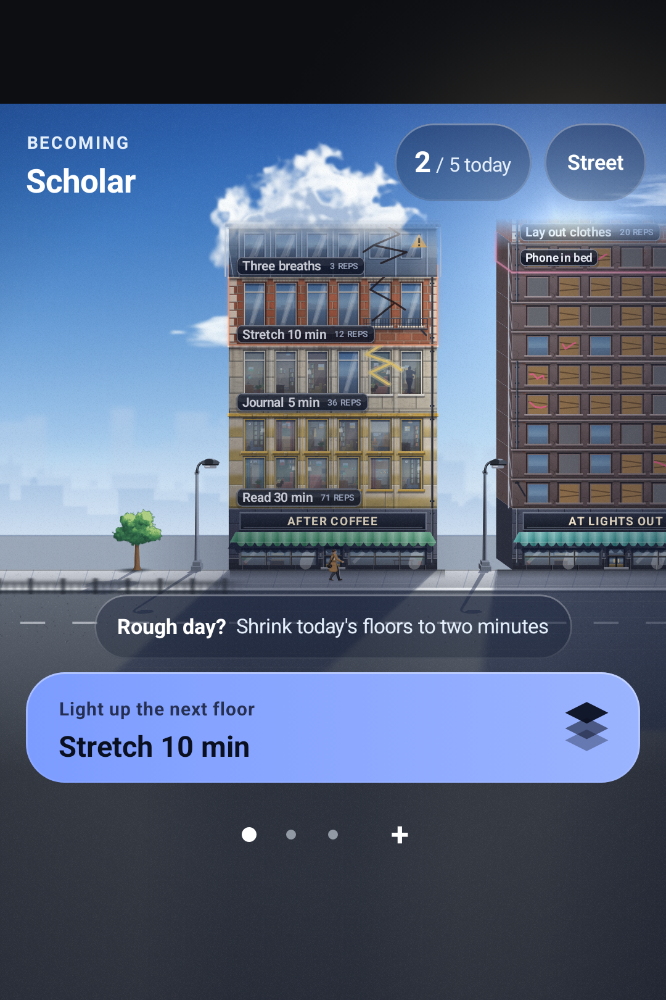 BECOMING
Scholar
2 / 5 today
Street
Three breaths 3 REPS
Stretch 10 min 12 REPS
Journal 5 min 36 REPS
Read 30 min 71 REPS
AFTER COFFEE
Lay out clothes 20 REPS
Phone in bed
AT LIGHTS OUT
Rough day? Shrink today's floors to two minutes
Light up the next floor
Stretch 10 min